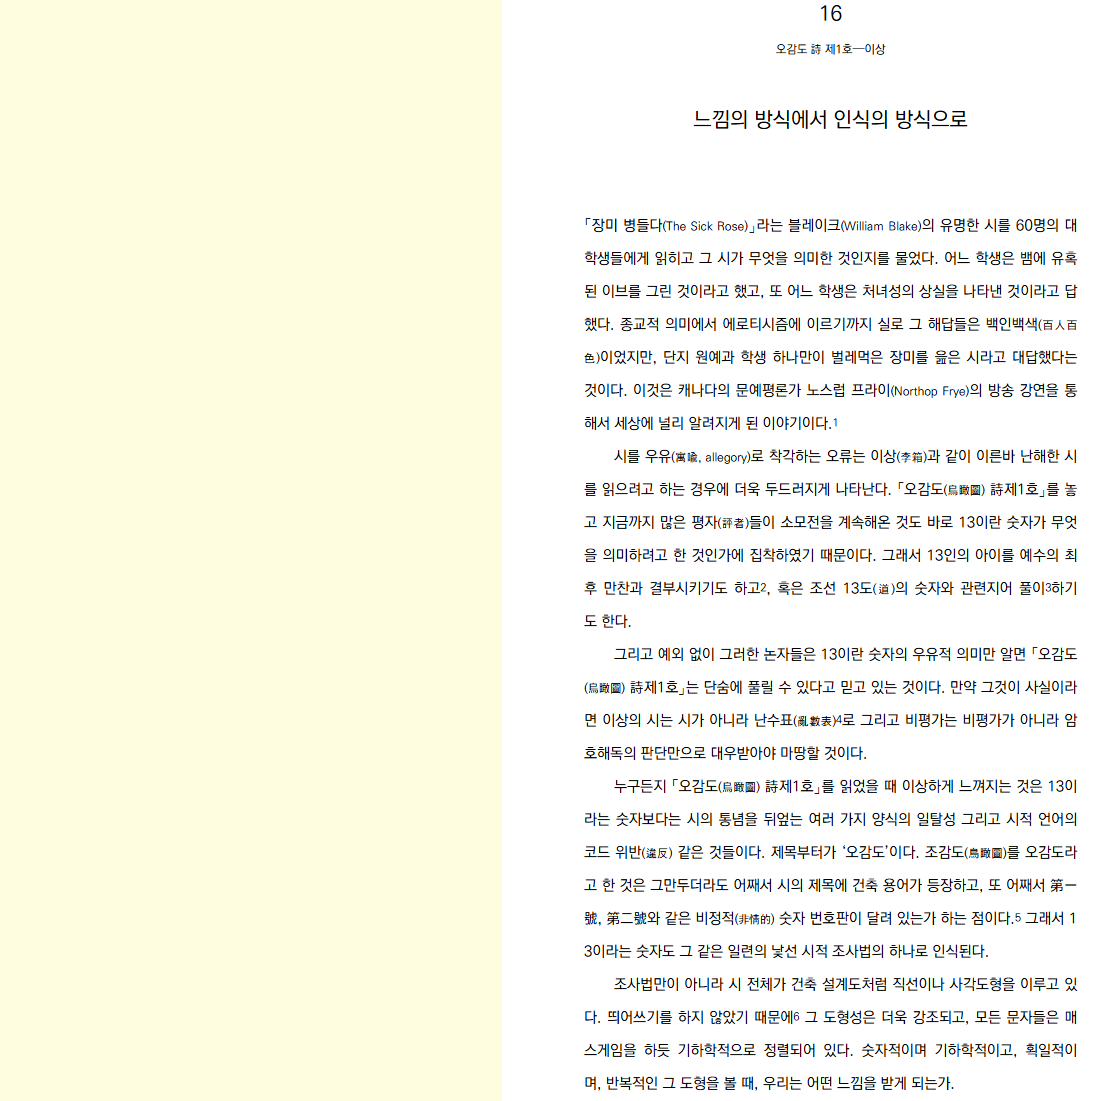 16
오감도 詩 제1호─이상
느낌의 방식에서 인식의 방식으로
「장미 병들다(The Sick Rose)」라는 블레이크(William Blake)의 유명한 시를 60명의 대
학생들에게 읽히고 그 시가 무엇을 의미한 것인지를 물었다. 어느 학생은 뱀에 유혹
된 이브를 그린 것이라고 했고, 또 어느 학생은 처녀성의 상실을 나타낸 것이라고 답
했다. 종교적 의미에서 에로티시즘에 이르기까지 실로 그 해답들은 백인백색(百人百
色)이었지만, 단지 원예과 학생 하나만이 벌레먹은 장미를 읊은 시라고 대답했다는
것이다. 이것은 캐나다의 문예평론가 노스럽 프라이(Northop Frye)의 방송 강연을 통
해서 세상에 널리 알려지게 된 이야기이다.1
시를 우유(寓喩, allegory)로 착각하는 오류는 이상(李箱)과 같이 이른바 난해한 시
를 읽으려고 하는 경우에 더욱 두드러지게 나타난다. 「오감도(烏瞰圖) 詩제1호」를 놓
고 지금까지 많은 평자(評者)들이 소모전을 계속해온 것도 바로 13이란 숫자가 무엇
을 의미하려고 한 것인가에 집착하였기 때문이다. 그래서 13인의 아이를 예수의 최
후 만찬과 결부시키기도 하고2, 혹은 조선 13도(道)의 숫자와 관련지어 풀이3하기
도 한다.
그리고 예외 없이 그러한 논자들은 13이란 숫자의 우유적 의미만 알면 「오감도
(烏瞰圖) 詩제1호」는 단숨에 풀릴 수 있다고 믿고 있는 것이다. 만약 그것이 사실이라
면 이상의 시는 시가 아니라 난수표(亂數表)4로 그리고 비평가는 비평가가 아니라 암
호해독의 판단만으로 대우받아야 마땅할 것이다.
누구든지 「오감도(烏瞰圖) 詩제1호」를 읽었을 때 이상하게 느껴지는 것은 13이
라는 숫자보다는 시의 통념을 뒤엎는 여러 가지 양식의 일탈성 그리고 시적 언어의
코드 위반(違反) 같은 것들이다. 제목부터가 ‘오감도’이다. 조감도(鳥瞰圖)를 오감도라
고 한 것은 그만두더라도 어째서 시의 제목에 건축 용어가 등장하고, 또 어째서 第一
號, 第二號와 같은 비정적(非情的) 숫자 번호판이 달려 있는가 하는 점이다.5 그래서 1
3이라는 숫자도 그 같은 일련의 낯선 시적 조사법의 하나로 인식된다.
조사법만이 아니라 시 전체가 건축 설계도처럼 직선이나 사각도형을 이루고 있
다. 띄어쓰기를 하지 않았기 때문에6 그 도형성은 더욱 강조되고, 모든 문자들은 매
스게임을 하듯 기하학적으로 정렬되어 있다. 숫자적이며 기하학적이고, 획일적이
며, 반복적인 그 도형을 볼 때, 우리는 어떤 느낌을 받게 되는가.